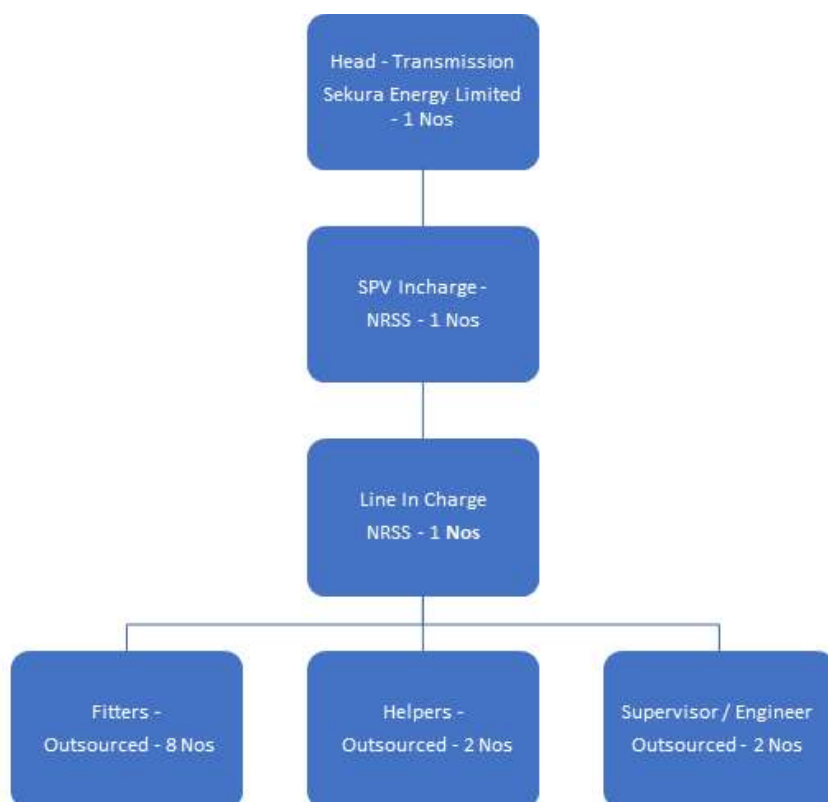 Head - Transmission
Sekura Energy Limited
- 1 Nos
SPV Incharge -
NRSS - 1 Nos
Line In Charge
NRSS - 1 Nos
Fitters -
Outsourced - 8 Nos
Helpers -
Outsourced - 2 Nos
Supervisor / Engineer
Outsourced - 2 Nos